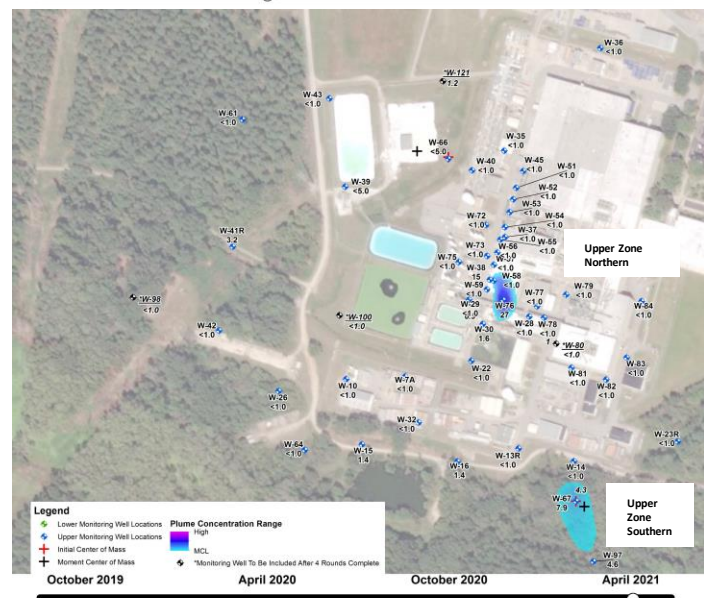 W-36
<1.0
*W-121
1.2
W-43
<1.0
W-61
<1.0
W-35
<1.0
W-66
<5.0
W-40
<1.0
W-45
<1.0
W-51
<1.0
W-52
<1.0
W-39
<5.0
W-53
<1.0
W-54
<1.0
W-72
<1.0
W-37
<1.0
W-55
<1.0
W-41R
3.2
W-56
<1.0
W-73
<1.0
W-57
<1.0
W-75
<1.0
W-38
15
W-58
<1.0
W-59
<1.0
Upper Zone
Northern
*W-98
<1.0
W-29
<1.0
W-76
27
W-77
<1.0
W-79
<1.0
W-84
<1.0
*W-100
<1.0
W-42
<1.0
W-30
1.6
W-28
<1.0
W-78
<1.0
1
*W-80
<1.0
W-22
<1.0
W-83
<1.0
W-10
<1.0
W-7A
<1.0
W-81
<1.0
W-82
<1.0
W-26
<1.0
W-32
<1.0
W-64
<1.0
W-15
1.4
W-16
1.4
W-13R
<1.0
W-14
<1.0
W-23R
<1.0
4.3
W-67
7.9
Upper
Zone
Southern
W-97
4.6
Legend
Lower Monitoring Well Locations
Upper Monitoring Well Locations
Initial Center of Mass
Moment Center of Mass
Plume Concentration Range
High
MCL
*Monitoring Well To Be Included After 4 Rounds Complete
October 2019 April 2020 October 2020 April 2021